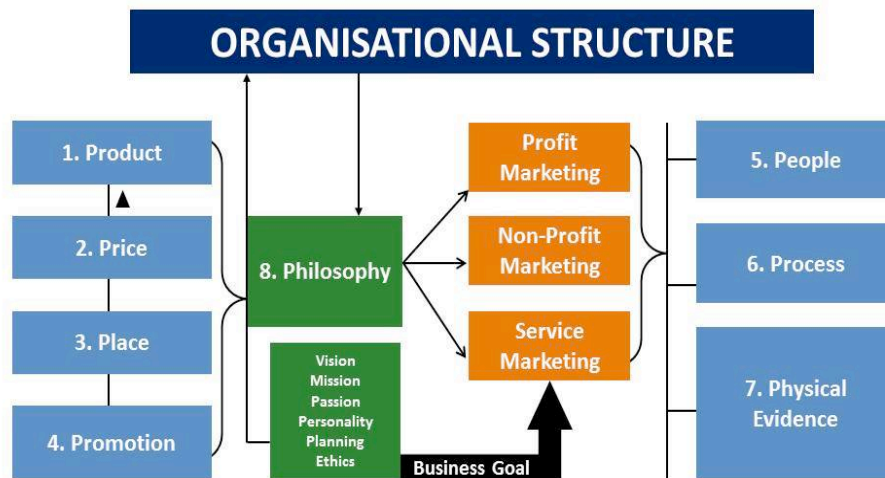 ORGANISATIONAL STRUCTURE
1. Product
2. Price
3. Place
4. Promotion
8. Philosophy
Vision
Mission
Passion
Personality
Planning
Ethics
Business Goal
Profit
Marketing
Non-Profit
Marketing
Service
Marketing
5. People
6. Process
7. Physical
Evidence